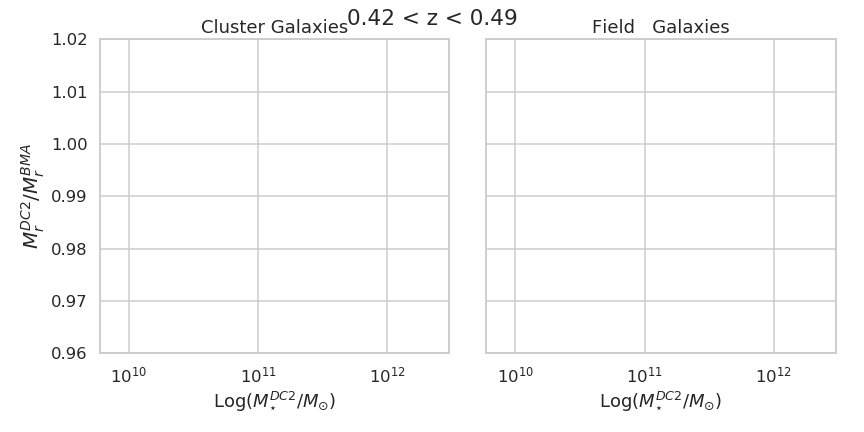 0.42 < z < 0.49
Cluster Galaxies
Field Galaxies
1.02
1.01
1.00
0.99
0.98
0.97
0.96
M_r^{DC2}/M_r^{BMA}
10^{10} 10^{11} 10^{12}
10^{10} 10^{11} 10^{12}
Log(M_⋆^{DC2}/M_⊙)
Log(M_⋆^{DC2}/M_⊙)